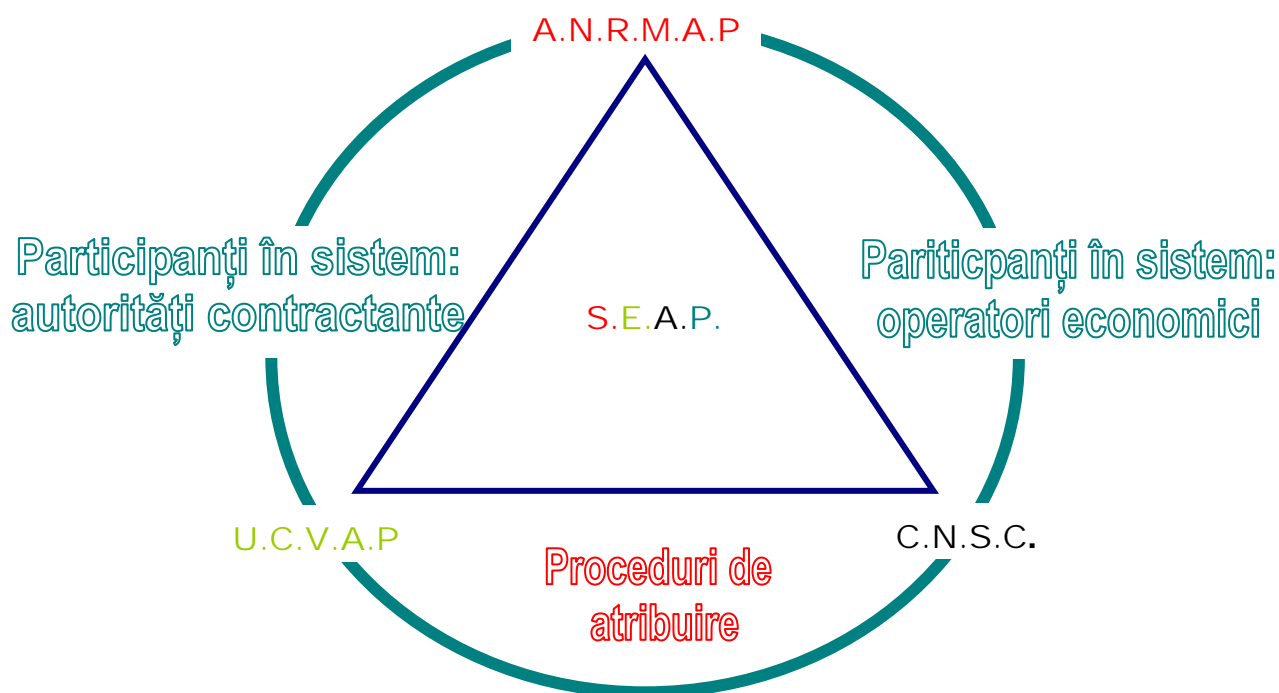 A.N.R.M.A.P
Participanți în sistem:
autorități contractante
S.E.A.P.
Pariticpanți în sistem:
operatori economici
U.C.V.A.P
C.N.S.C.
Proceduri de
atribuire